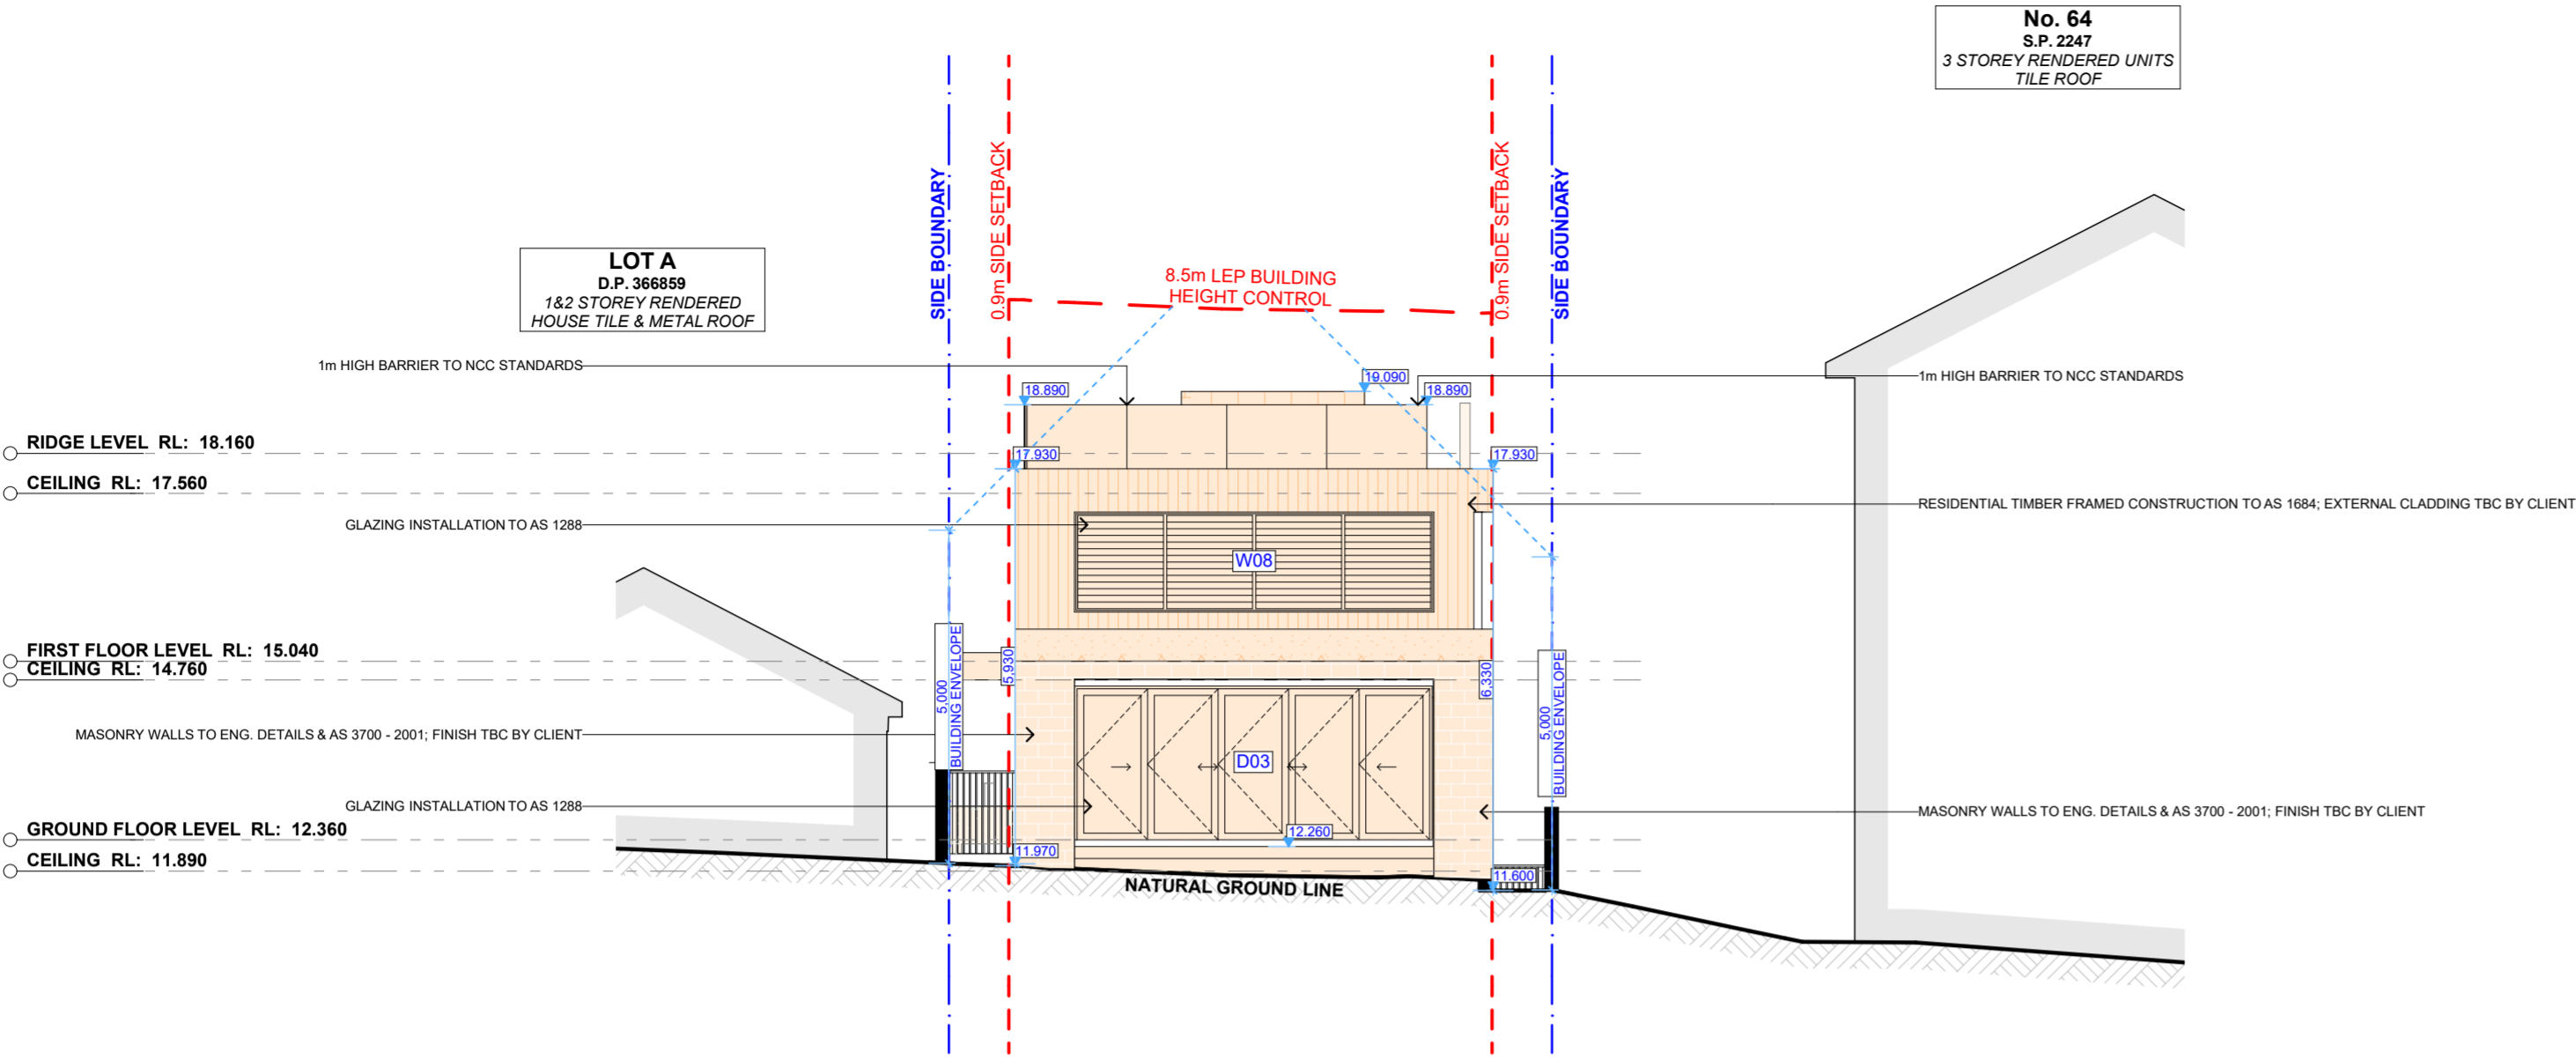 No. 64
S.P. 2247
3 STOREY RENDERED UNITS
TILE ROOF
SIDE BOUNDARY
0.9m SIDE SETBACK
0.9m SIDE SETBACK
SIDE BOUNDARY
LOT A
D.P. 366859
1&2 STOREY RENDERED
HOUSE TILE & METAL ROOF
8.5m LEP BUILDING
HEIGHT CONTROL
1m HIGH BARRIER TO NCC STANDARDS
1m HIGH BARRIER TO NCC STANDARDS
18.890
19.090
18.890
RIDGE LEVEL RL: 18.160
17.930
17.930
CEILING RL: 17.560
RESIDENTIAL TIMBER FRAMED CONSTRUCTION TO AS 1684; EXTERNAL CLADDING TBC BY CLIENT
GLAZING INSTALLATION TO AS 1288
W08
FIRST FLOOR LEVEL RL: 15.040
CEILING RL: 14.760
5,000
BUILDING ENVELOPE
5,930
6,330
5,000
BUILDING ENVELOPE
MASONRY WALLS TO ENG. DETAILS & AS 3700 - 2001; FINISH TBC BY CLIENT
D03
GLAZING INSTALLATION TO AS 1288
MASONRY WALLS TO ENG. DETAILS & AS 3700 - 2001; FINISH TBC BY CLIENT
GROUND FLOOR LEVEL RL: 12.360
12.260
11.970
CEILING RL: 11.890
11.600
NATURAL GROUND LINE